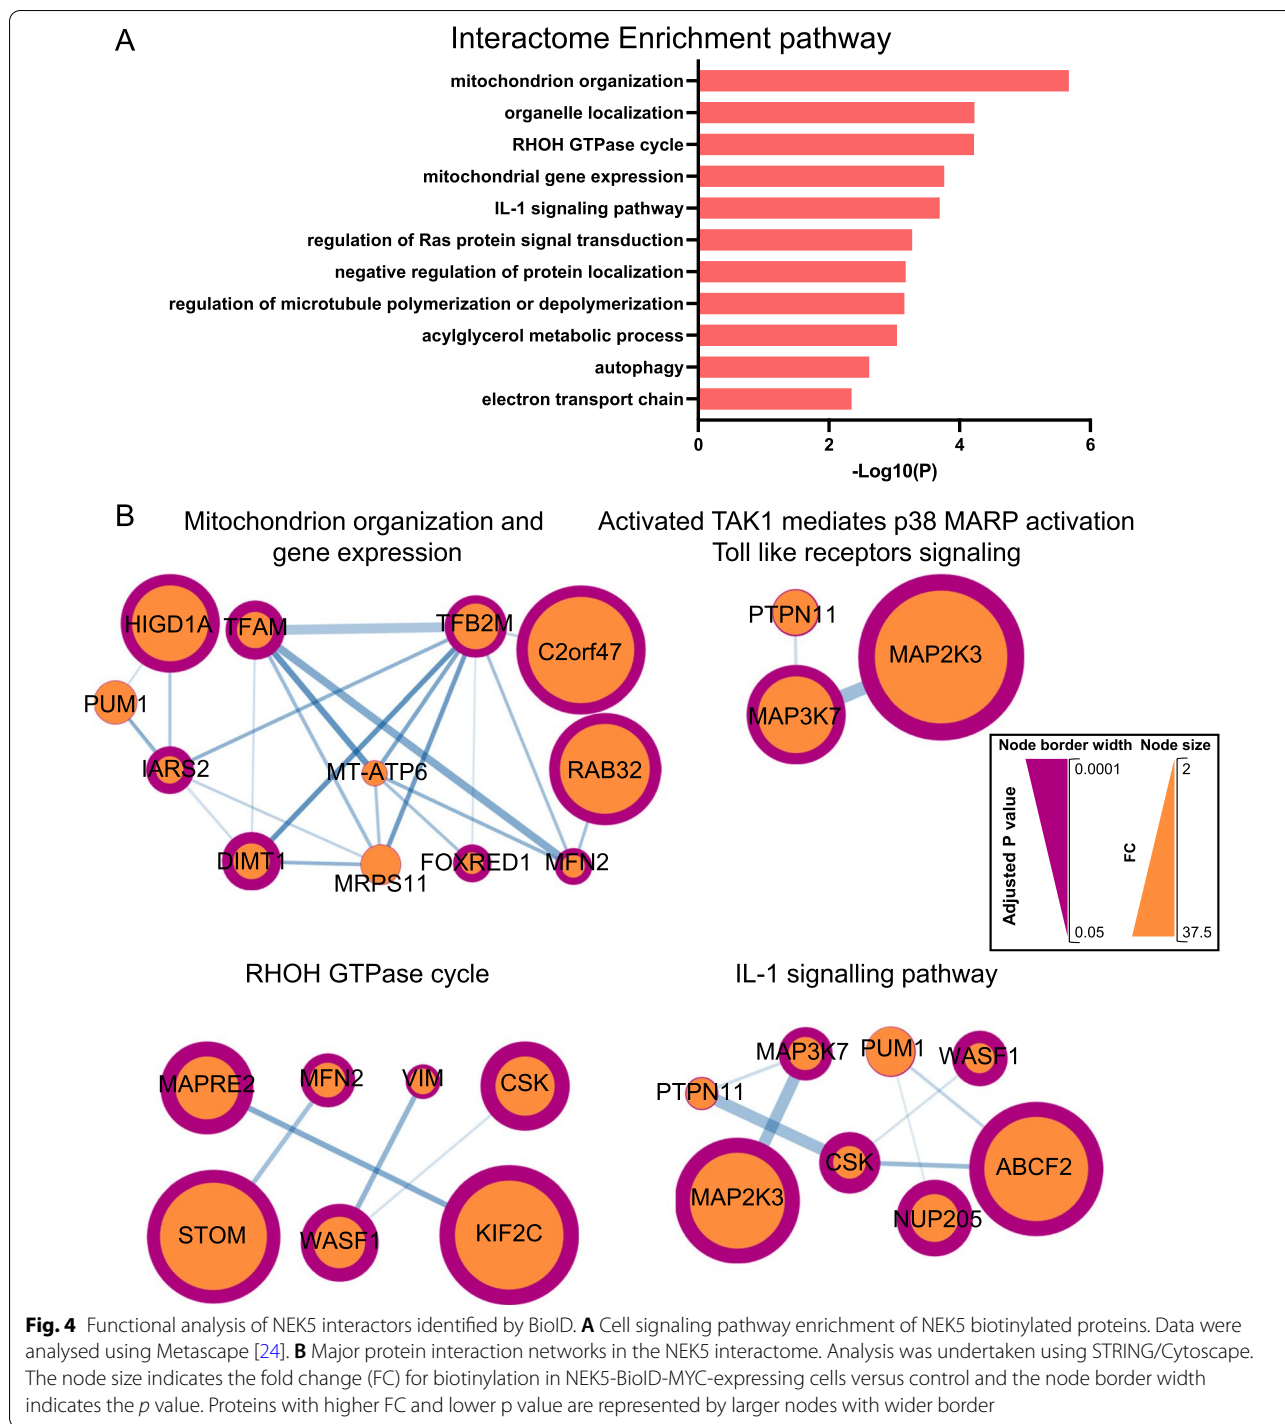 A
Interactome Enrichment pathway
mitochondrion organization
organelle localization
RHOH GTPase cycle
mitochondrial gene expression
IL-1 signaling pathway
regulation of Ras protein signal transduction
negative regulation of protein localization
regulation of microtubule polymerization or depolymerization
acylglycerol metabolic process
autophagy
electron transport chain
0 2 4 6
-Log10(P)
B
Mitochondrion organization and
gene expression
HIGD1A
TFAM
TFB2M
C2orf47
PUM1
IARS2
MT-ATP6
RAB32
DIMT1
MRPS11
FOXRED1
MFN2
Activated TAK1 mediates p38 MARP activation
Toll like receptors signaling
PTPN11
MAP2K3
MAP3K7
Node border width Node size
0.0001 2
Adjusted P value
FC
0.05 37.5
RHOH GTPase cycle
MAPRE2
MFN2
VIM
CSK
STOM
WASF1
KIF2C
IL-1 signalling pathway
MAP3K7
PUM1
WASF1
PTPN11
CSK
ABCF2
MAP2K3
NUP205
Fig. 4 Functional analysis of NEK5 interactors identified by BioID. A Cell signaling pathway enrichment of NEK5 biotinylated proteins. Data were
analysed using Metascape [24]. B Major protein interaction networks in the NEK5 interactome. Analysis was undertaken using STRING/Cytoscape.
The node size indicates the fold change (FC) for biotinylation in NEK5-BioID-MYC-expressing cells versus control and the node border width
indicates the p value. Proteins with higher FC and lower p value are represented by larger nodes with wider border